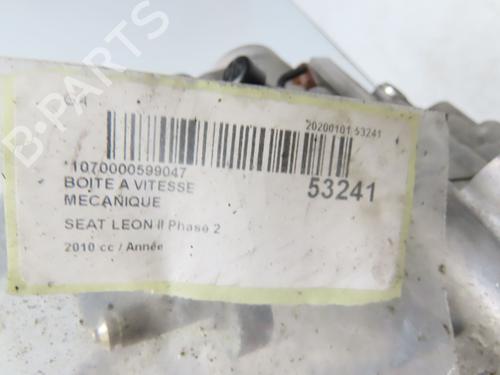 20200101 53241
*1070000599047
BOITE A VITESSE
MECANIQUE
53241
SEAT LEON II Phase 2
2010 cc / Année
B-PARTS